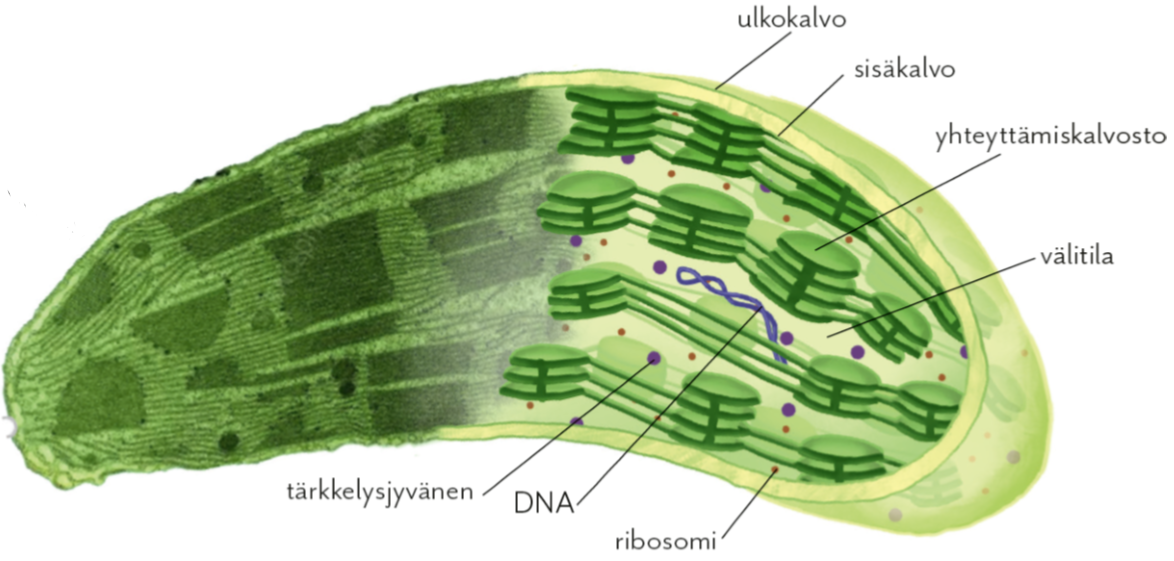 ulkokalvo
sisäkalvo
yhteyttämiskalvosto
välitila
tärkkelysjyvänen
DNA
ribosomi